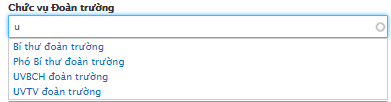 Chức vụ Đoàn trường
u
Bí thư đoàn trường
Phó Bí thư đoàn trường
UVBCH đoàn trường
UVTV đoàn trường